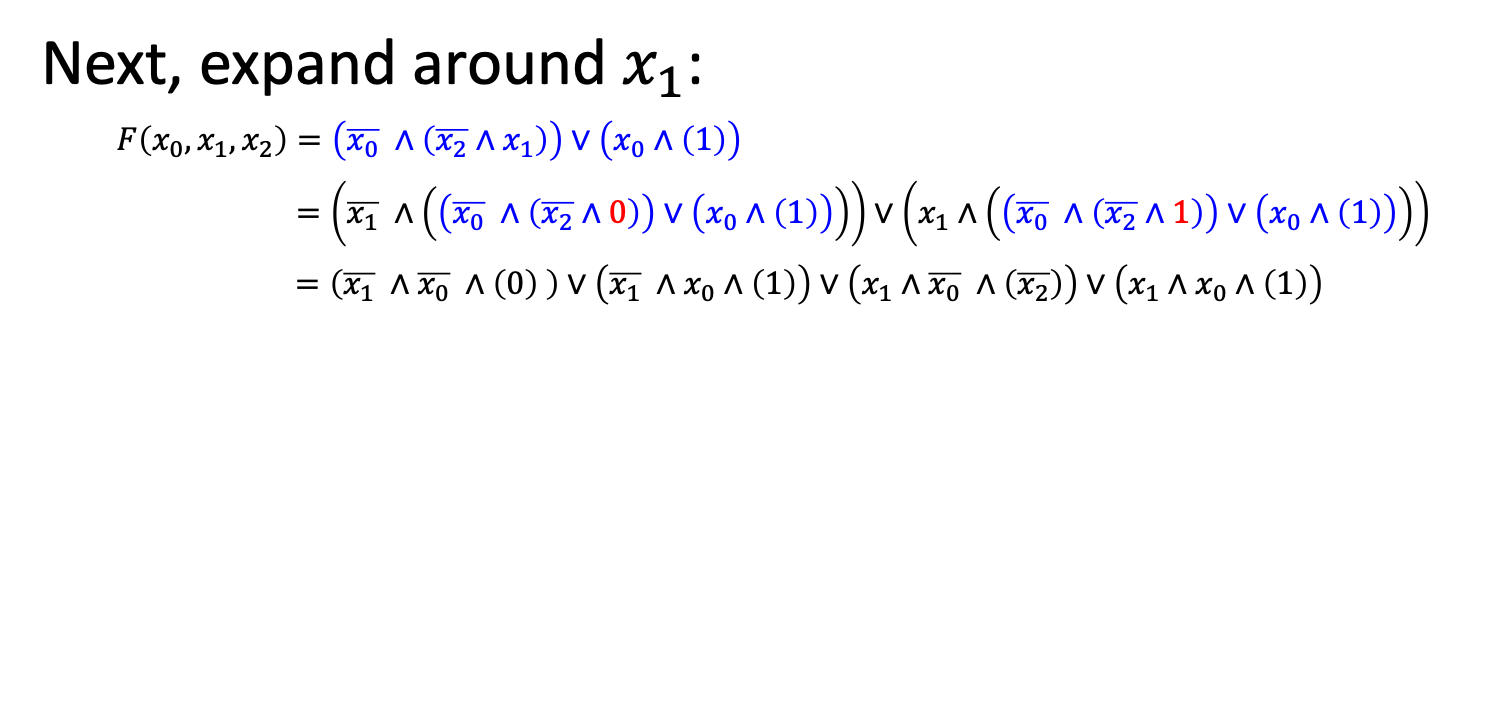 Next, expand around x₁:
F(x₀, x₁, x₂) = (x̅₀ ∧ (x̅₂ ∧ x₁)) ∨ (x₀ ∧ (1))
= (x̅₁ ∧ ((x̅₀ ∧ (x̅₂ ∧ 0)) ∨ (x₀ ∧ (1)))) ∨ (x₁ ∧ ((x̅₀ ∧ (x̅₂ ∧ 1)) ∨ (x₀ ∧ (1))))
= (x̅₁ ∧ x̅₀ ∧ (0) ) ∨ (x̅₁ ∧ x₀ ∧ (1)) ∨ (x₁ ∧ x̅₀ ∧ (x̅₂)) ∨ (x₁ ∧ x₀ ∧ (1))